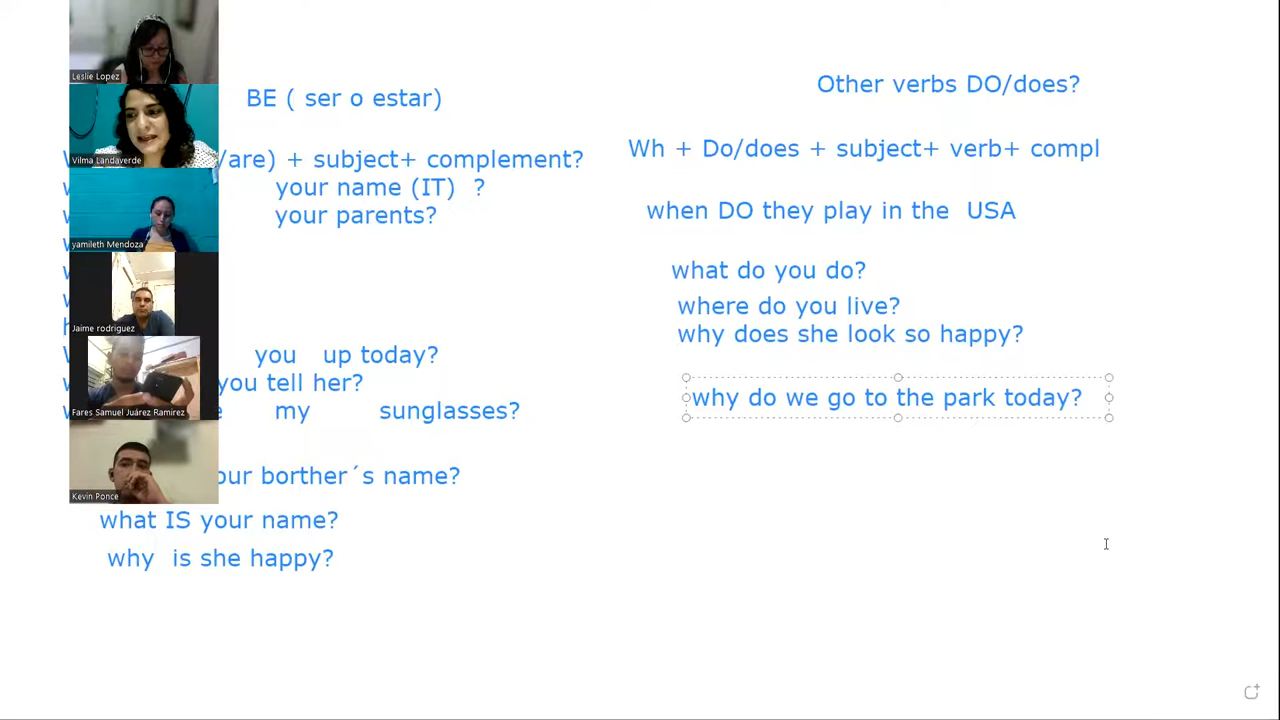 Leslie Lopez
Vilma Landaverde
yamileth Mendoza
Jaime rodriguez
Fares Samuel Juárez Ramirez
Kevin Ponce
BE ( ser o estar)
/are) + subject+ complement?
your name (IT) ?
your parents?
you up today?
you tell her?
my sunglasses?
borther´s name?
what IS your name?
why is she happy?
Other verbs DO/does?
Wh + Do/does + subject+ verb+ compl
when DO they play in the USA
what do you do?
where do you live?
why does she look so happy?
why do we go to the park today?